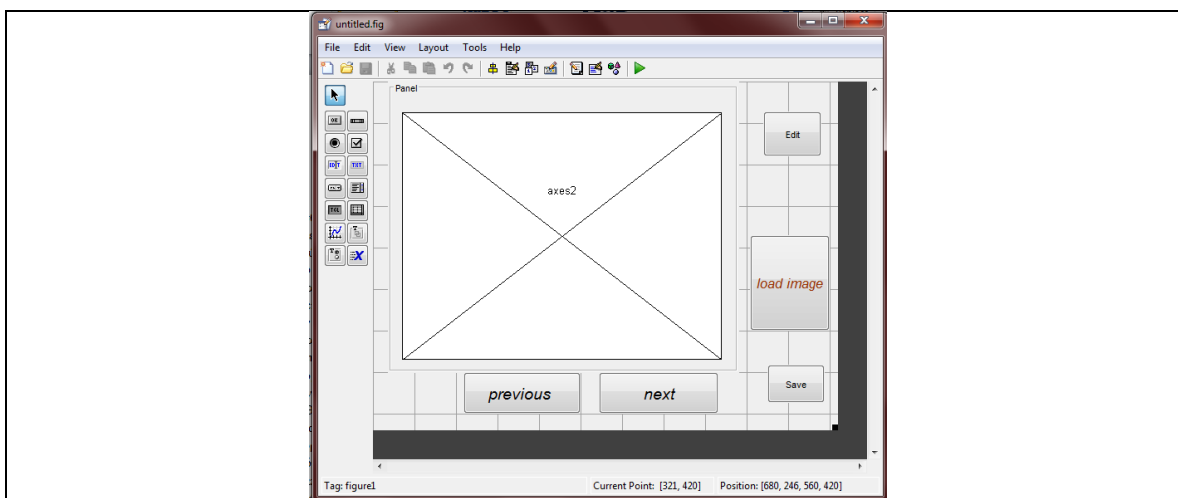 untitled.fig
File Edit View Layout Tools Help
Panel
Edit
axes2
load image
Save
previous next
Tag: figure1 Current Point: [321, 420] Position: [680, 246, 560, 420]